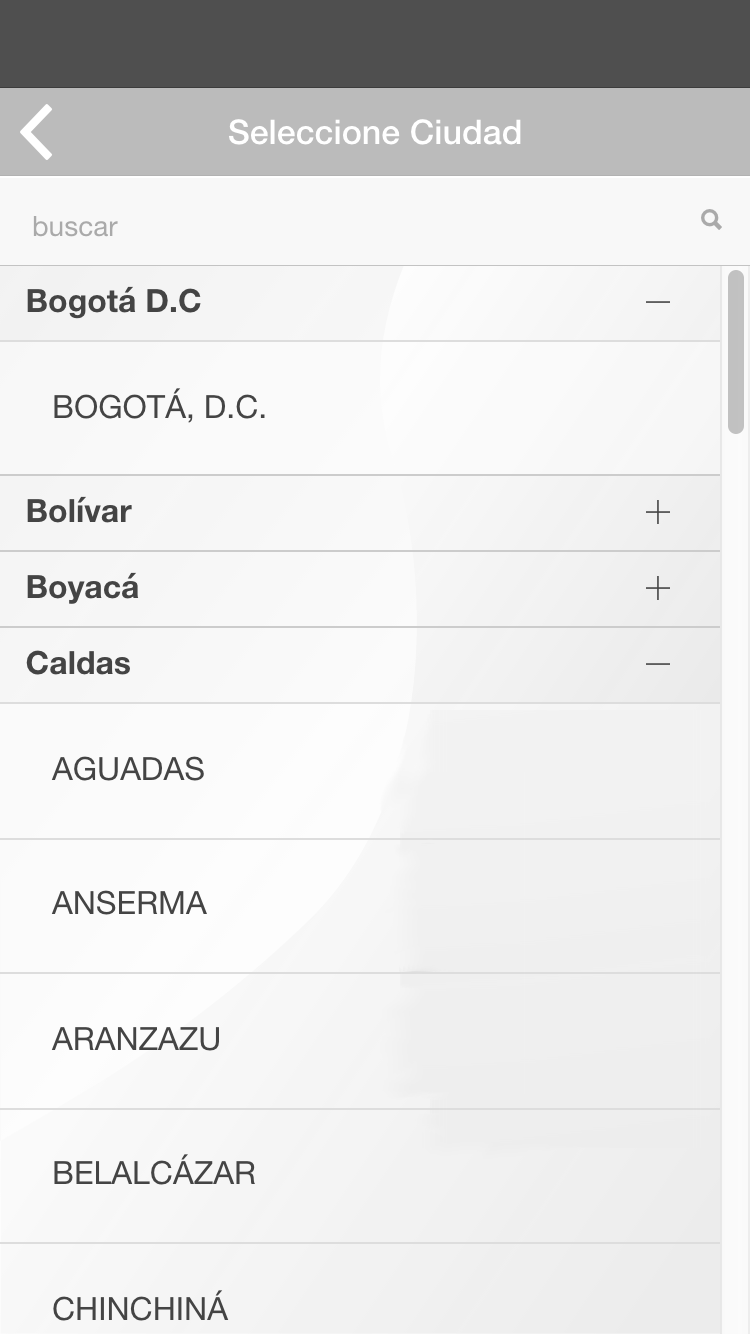 Seleccione Ciudad
buscar
Bogotá D.C
BOGOTÁ, D.C.
Bolívar
Boyacá
Caldas
AGUADAS
ANSERMA
ARANZAZU
BELALCÁZAR
CHINCHINÁ